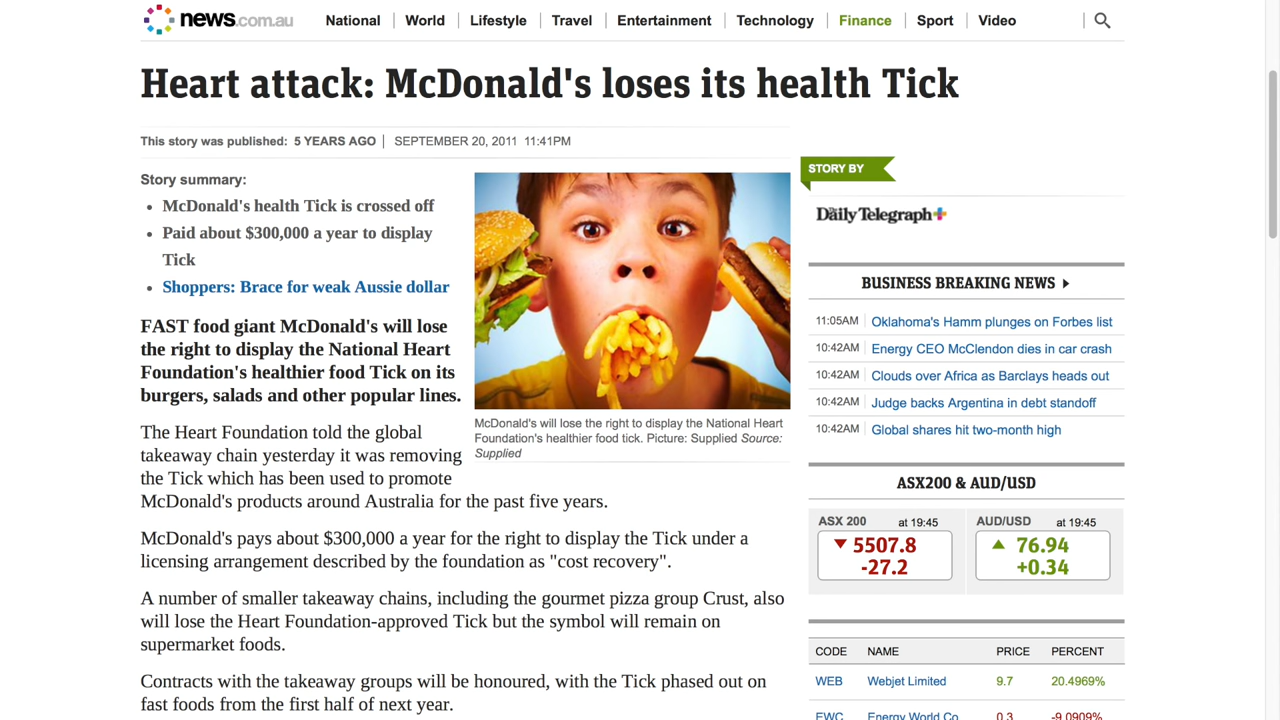 news.com.au
National
World
Lifestyle
Travel
Entertainment
Technology
Finance
Sport
Video
Heart attack: McDonald's loses its health Tick
This story was published: 5 YEARS AGO | SEPTEMBER 20, 2011 11:41PM
Story summary:
• McDonald's health Tick is crossed off
• Paid about $300,000 a year to display
Tick
• Shoppers: Brace for weak Aussie dollar
FAST food giant McDonald's will lose
the right to display the National Heart
Foundation's healthier food Tick on its
burgers, salads and other popular lines.
McDonald's will lose the right to display the National Heart
Foundation's healthier food tick. Picture: Supplied Source:
Supplied
The Heart Foundation told the global
takeaway chain yesterday it was removing
the Tick which has been used to promote
McDonald's products around Australia for the past five years.
McDonald's pays about $300,000 a year for the right to display the Tick under a
licensing arrangement described by the foundation as "cost recovery".
A number of smaller takeaway chains, including the gourmet pizza group Crust, also
will lose the Heart Foundation-approved Tick but the symbol will remain on
supermarket foods.
Contracts with the takeaway groups will be honoured, with the Tick phased out on
fast foods from the first half of next year.
STORY BY
The Daily Telegraph
BUSINESS BREAKING NEWS
11:05AM Oklahoma's Hamm plunges on Forbes list
10:42AM Energy CEO McClendon dies in car crash
10:42AM Clouds over Africa as Barclays heads out
10:42AM Judge backs Argentina in debt standoff
10:42AM Global shares hit two-month high
ASX200 & AUD/USD
ASX 200 at 19:45 AUD/USD at 19:45
5507.8 76.94
-27.2 +0.34
CODE NAME PRICE PERCENT
WEB Webjet Limited 9.7 20.4969%
EWC Energy World Co 0.3 -9.0909%